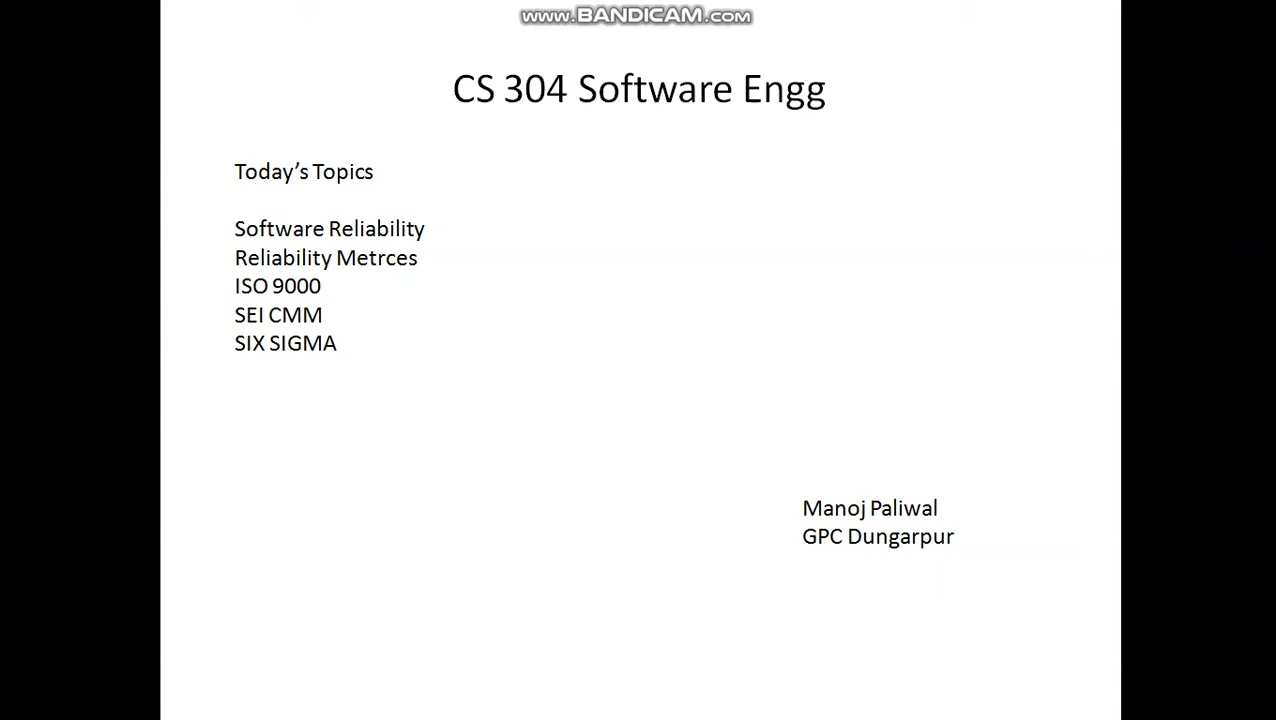 www.BANDICAM.com
CS 304 Software Engg
Today’s Topics
Software Reliability
Reliability Metrces
ISO 9000
SEI CMM
SIX SIGMA
Manoj Paliwal
GPC Dungarpur